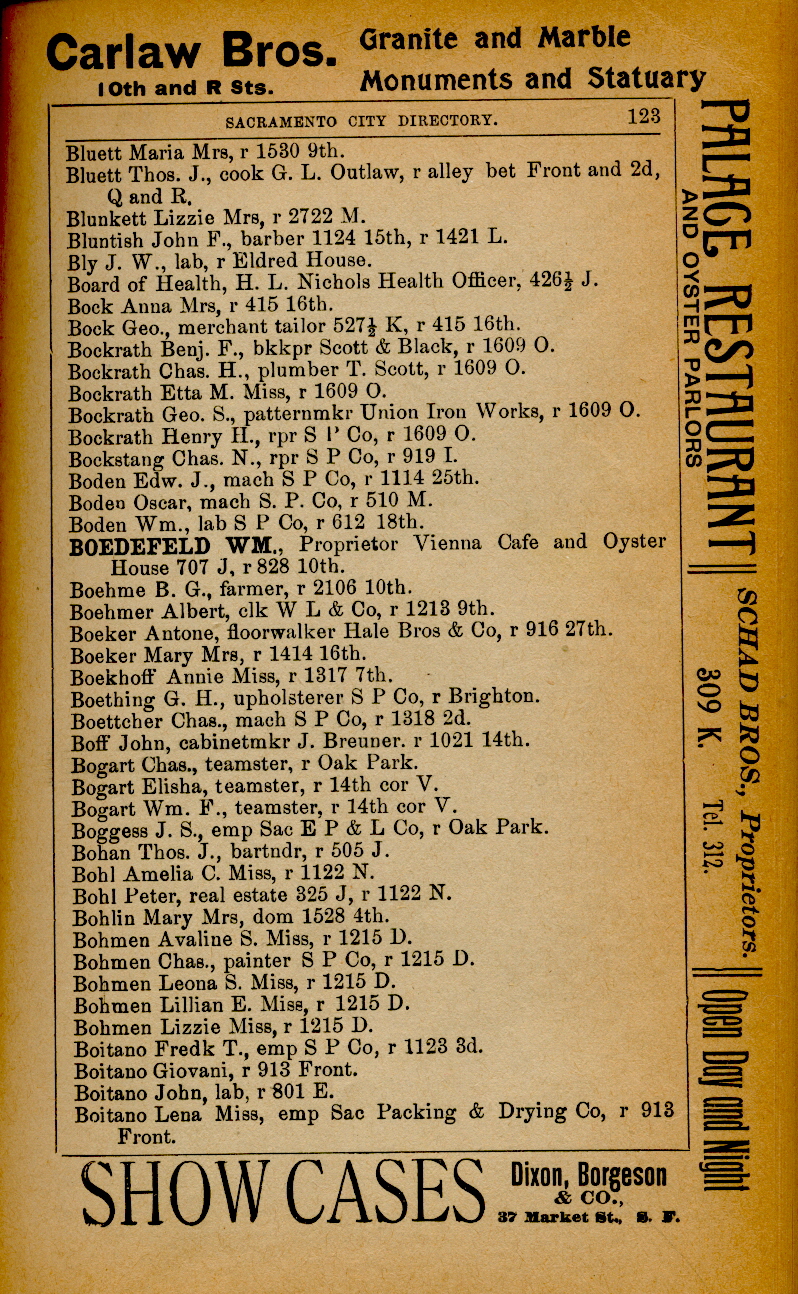 Carlaw Bros. Granite and Marble
10th and R Sts. Monuments and Statuary
SACRAMENTO CITY DIRECTORY. 123
Bluett Maria Mrs, r 1530 9th.
Bluett Thos. J., cook G. L. Outlaw, r alley bet Front and 2d,
Q and R.
Blunkett Lizzie Mrs, r 2722 M.
Bluntish John F., barber 1124 15th, r 1421 L.
Bly J. W., lab, r Eldred House.
Board of Health, H. L. Nichols Health Officer, 426½ J.
Bock Anna Mrs, r 415 16th.
Bock Geo., merchant tailor 527½ K, r 415 16th.
Bockrath Benj. F., bkkpr Scott & Black, r 1609 O.
Bockrath Chas. H., plumber T. Scott, r 1609 O.
Bockrath Etta M. Miss, r 1609 O.
Bockrath Geo. S., patternmkr Union Iron Works, r 1609 O.
Bockrath Henry H., rpr S P Co, r 1609 O.
Bockstang Chas. N., rpr S P Co, r 919 I.
Boden Edw. J., mach S P Co, r 1114 25th.
Boden Oscar, mach S. P. Co, r 510 M.
Boden Wm., lab S P Co, r 612 18th.
BOEDEFELD WM., Proprietor Vienna Cafe and Oyster
House 707 J, r 828 10th.
Boehme B. G., farmer, r 2106 10th.
Boehmer Albert, clk W L & Co, r 1213 9th.
Boeker Antone, floorwalker Hale Bros & Co, r 916 27th.
Boeker Mary Mrs, r 1414 16th.
Boekhoff Annie Miss, r 1317 7th.
Boething G. H., upholsterer S P Co, r Brighton.
Boettcher Chas., mach S P Co, r 1318 2d.
Boff John, cabinetmkr J. Breuner. r 1021 14th.
Bogart Chas., teamster, r Oak Park.
Bogart Elisha, teamster, r 14th cor V.
Bogart Wm. F., teamster, r 14th cor V.
Boggess J. S., emp Sac E P & L Co, r Oak Park.
Bohan Thos. J., bartndr, r 505 J.
Bohl Amelia C. Miss, r 1122 N.
Bohl Peter, real estate 325 J, r 1122 N.
Bohlin Mary Mrs, dom 1528 4th.
Bohmen Avaline S. Miss, r 1215 D.
Bohmen Chas., painter S P Co, r 1215 D.
Bohmen Leona S. Miss, r 1215 D.
Bohmen Lillian E. Miss, r 1215 D.
Bohmen Lizzie Miss, r 1215 D.
Boitano Fredk T., emp S P Co, r 1123 3d.
Boitano Giovani, r 913 Front.
Boitano John, lab, r 801 E.
Boitano Lena Miss, emp Sac Packing & Drying Co, r 913
Front.
PALACE RESTAURANT
AND OYSTER PARLORS
SCHAD BROS., Proprietors.
309 K. Tel. 312.
Open Day and Night
SHOW CASES Dixon, Borgeson
& CO.,
37 Market St., S. F.